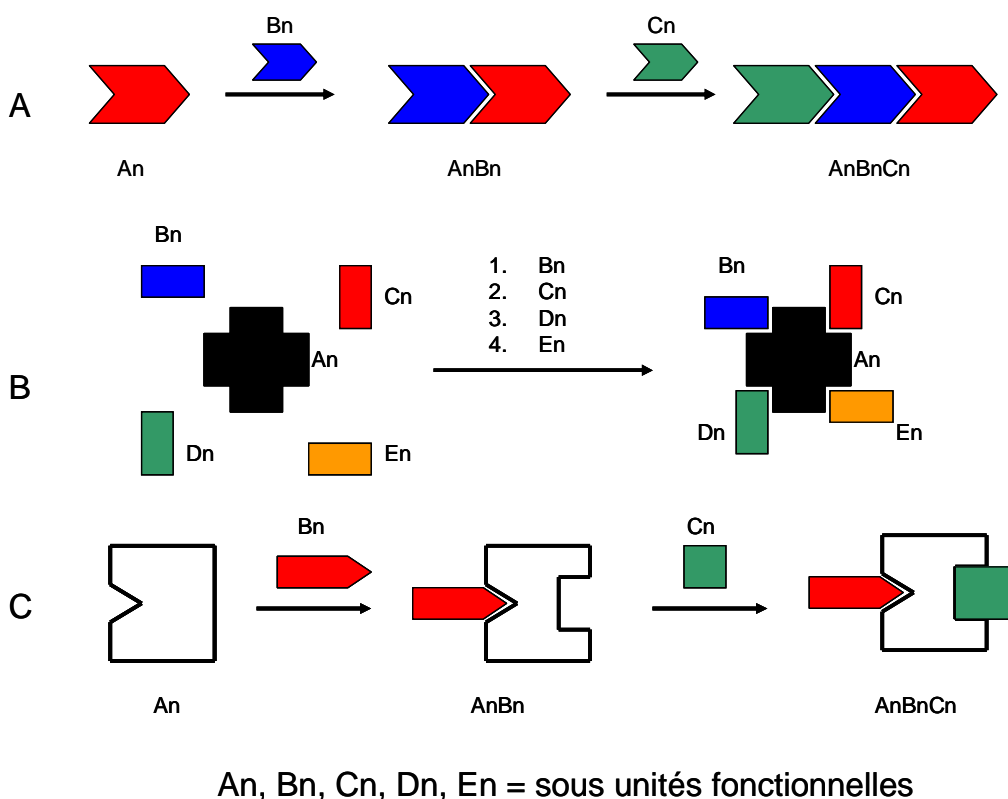 Bn
Cn
A
An
AnBn
AnBnCn
Bn
Cn
An
Dn
En
1. Bn
2. Cn
3. Dn
4. En
B
Bn
Cn
An
Dn
En
Bn
Cn
C
An
AnBn
AnBnCn
An, Bn, Cn, Dn, En = sous unités fonctionnelles